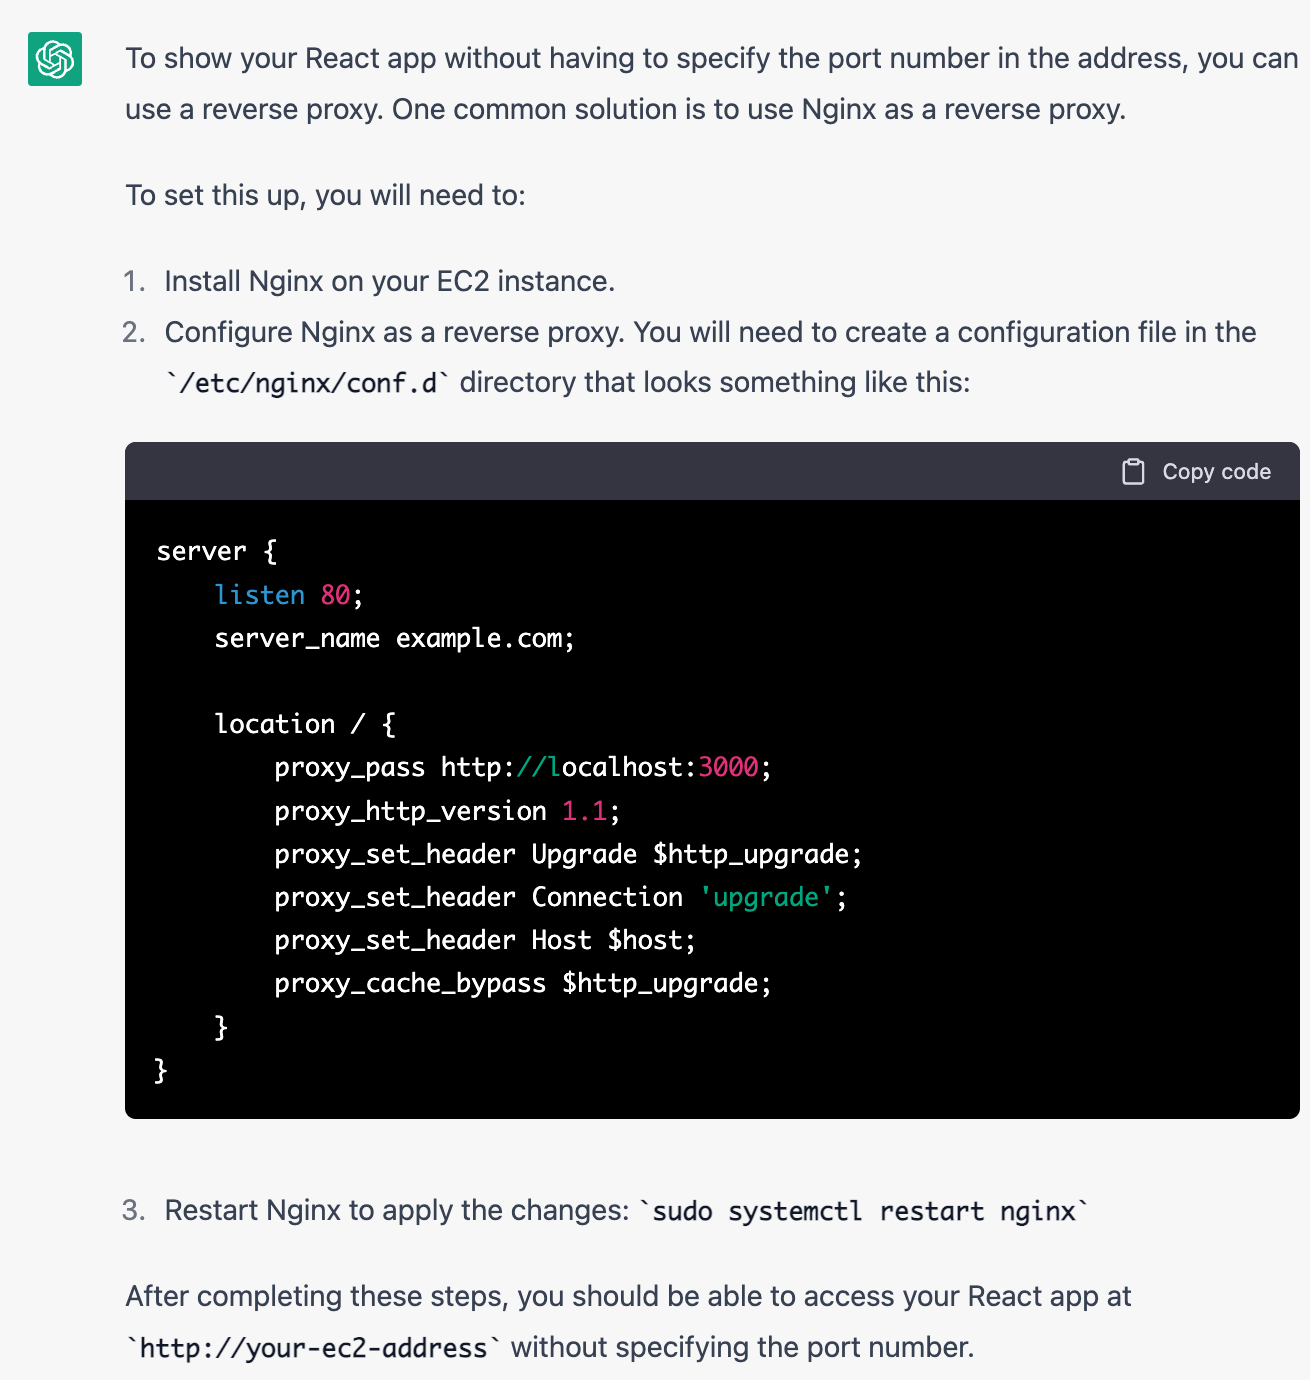 To show your React app without having to specify the port number in the address, you can
use a reverse proxy. One common solution is to use Nginx as a reverse proxy.
To set this up, you will need to:
1. Install Nginx on your EC2 instance.
2. Configure Nginx as a reverse proxy. You will need to create a configuration file in the
`/etc/nginx/conf.d` directory that looks something like this:
Copy code
server {
    listen 80;
    server_name example.com;

    location / {
        proxy_pass http://localhost:3000;
        proxy_http_version 1.1;
        proxy_set_header Upgrade $http_upgrade;
        proxy_set_header Connection 'upgrade';
        proxy_set_header Host $host;
        proxy_cache_bypass $http_upgrade;
    }
}
3. Restart Nginx to apply the changes: `sudo systemctl restart nginx`
After completing these steps, you should be able to access your React app at
`http://your-ec2-address` without specifying the port number.